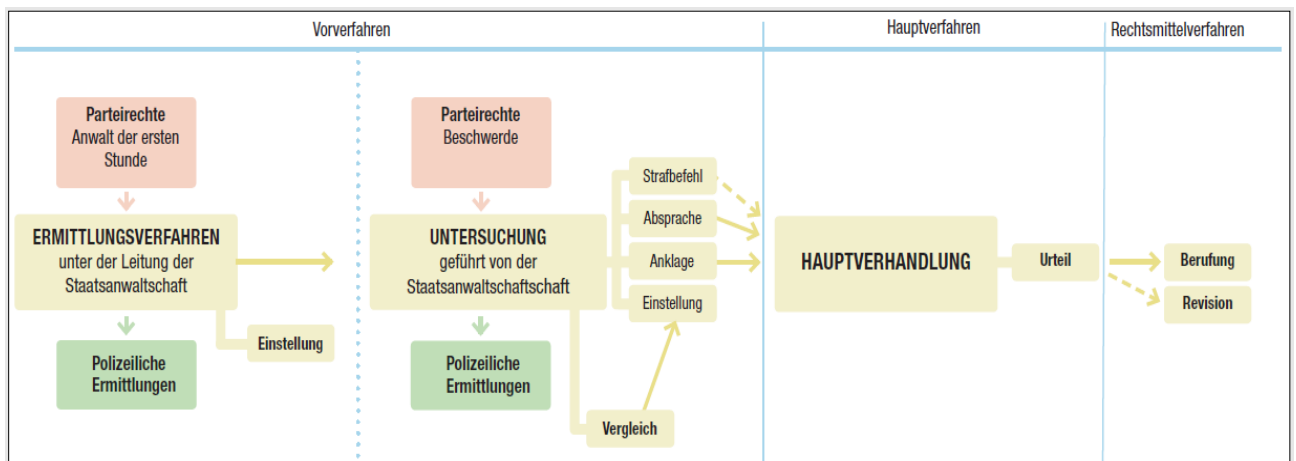 Vorverfahren
Hauptverfahren
Rechtsmittelverfahren
Parteirechte
Anwalt der ersten
Stunde
ERMITTLUNGSVERFAHREN
unter der Leitung der
Staatsanwaltschaft
Einstellung
Polizeiliche
Ermittlungen
Parteirechte
Beschwerde
UNTERSUCHUNG
geführt von der
Staatsanwaltschaftschaft
Polizeiliche
Ermittlungen
Strafbefehl
Absprache
Anklage
Einstellung
Vergleich
HAUPTVERHANDLUNG
Urteil
Berufung
Revision